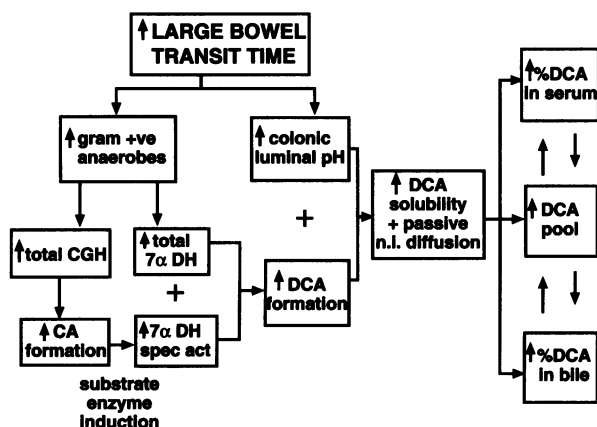 ↑ LARGE BOWEL
TRANSIT TIME
↑ gram +ve
anaerobes
↑ colonic
luminal pH
↑ total CGH
↑ total
7α DH
+
↑ CA
formation
↑ 7α DH
spec act
substrate
enzyme
induction
+
↑ DCA
formation
↑ DCA
solubility
+ passive
n.i. diffusion
↑ %DCA
in serum
↑ DCA
pool
↑ %DCA
in bile